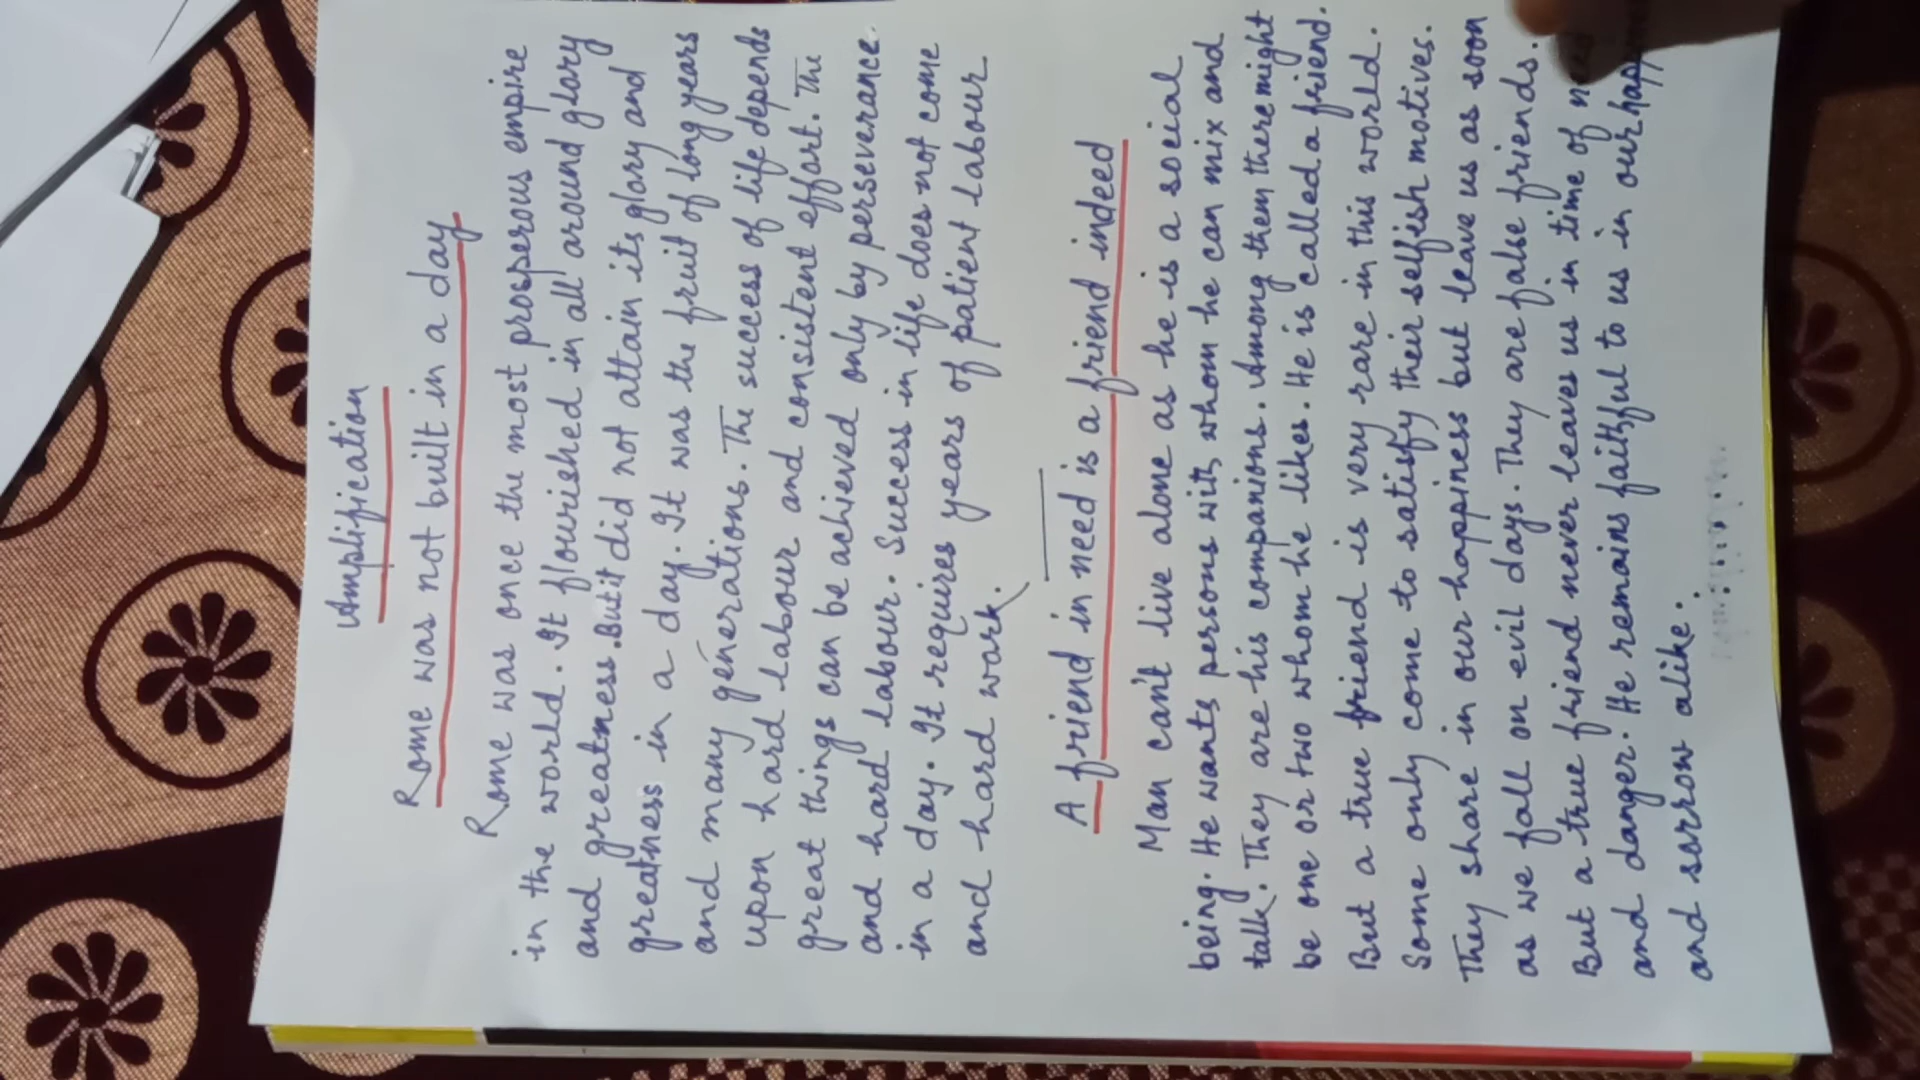 Amplification
Rome was not built in a day
Rome was once the most prosperous empire
in the world. It flourished in all around glory
and greatness. But it did not attain its glory and
greatness in a day. It was the fruit of long years
and many generations. The success of life depends
upon hard labour and consistent effort. The
great things can be achieved only by perseverance
and hard labour. Success in life does not come
in a day. It requires years of patient labour
and hard work.
A friend in need is a friend indeed
Man can't live alone as he is a social
being. He wants persons with whom he can mix and
talk. They are his companions. Among them there might
be one or two whom he likes. He is called a friend.
But a true friend is very rare in this world.
Some only come to satisfy their selfish motives.
They share in our happiness but leave us as soon
as we fall on evil days. They are false friends.
But a true friend never leaves us in time of
and danger. He remains faithful to us in our
and sorrow alike.